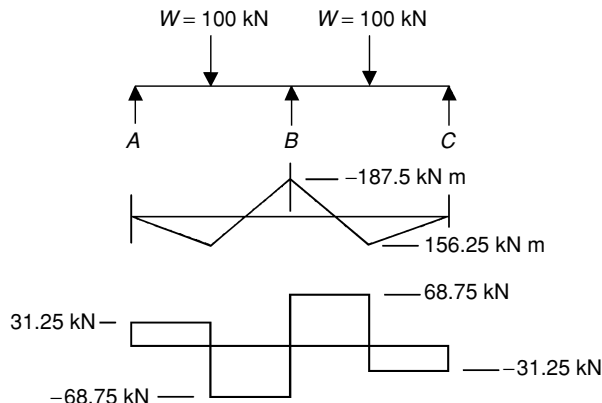 W = 100 kN W = 100 kN
A B C
−187.5 kN m
156.25 kN m
68.75 kN
31.25 kN
−31.25 kN
−68.75 kN